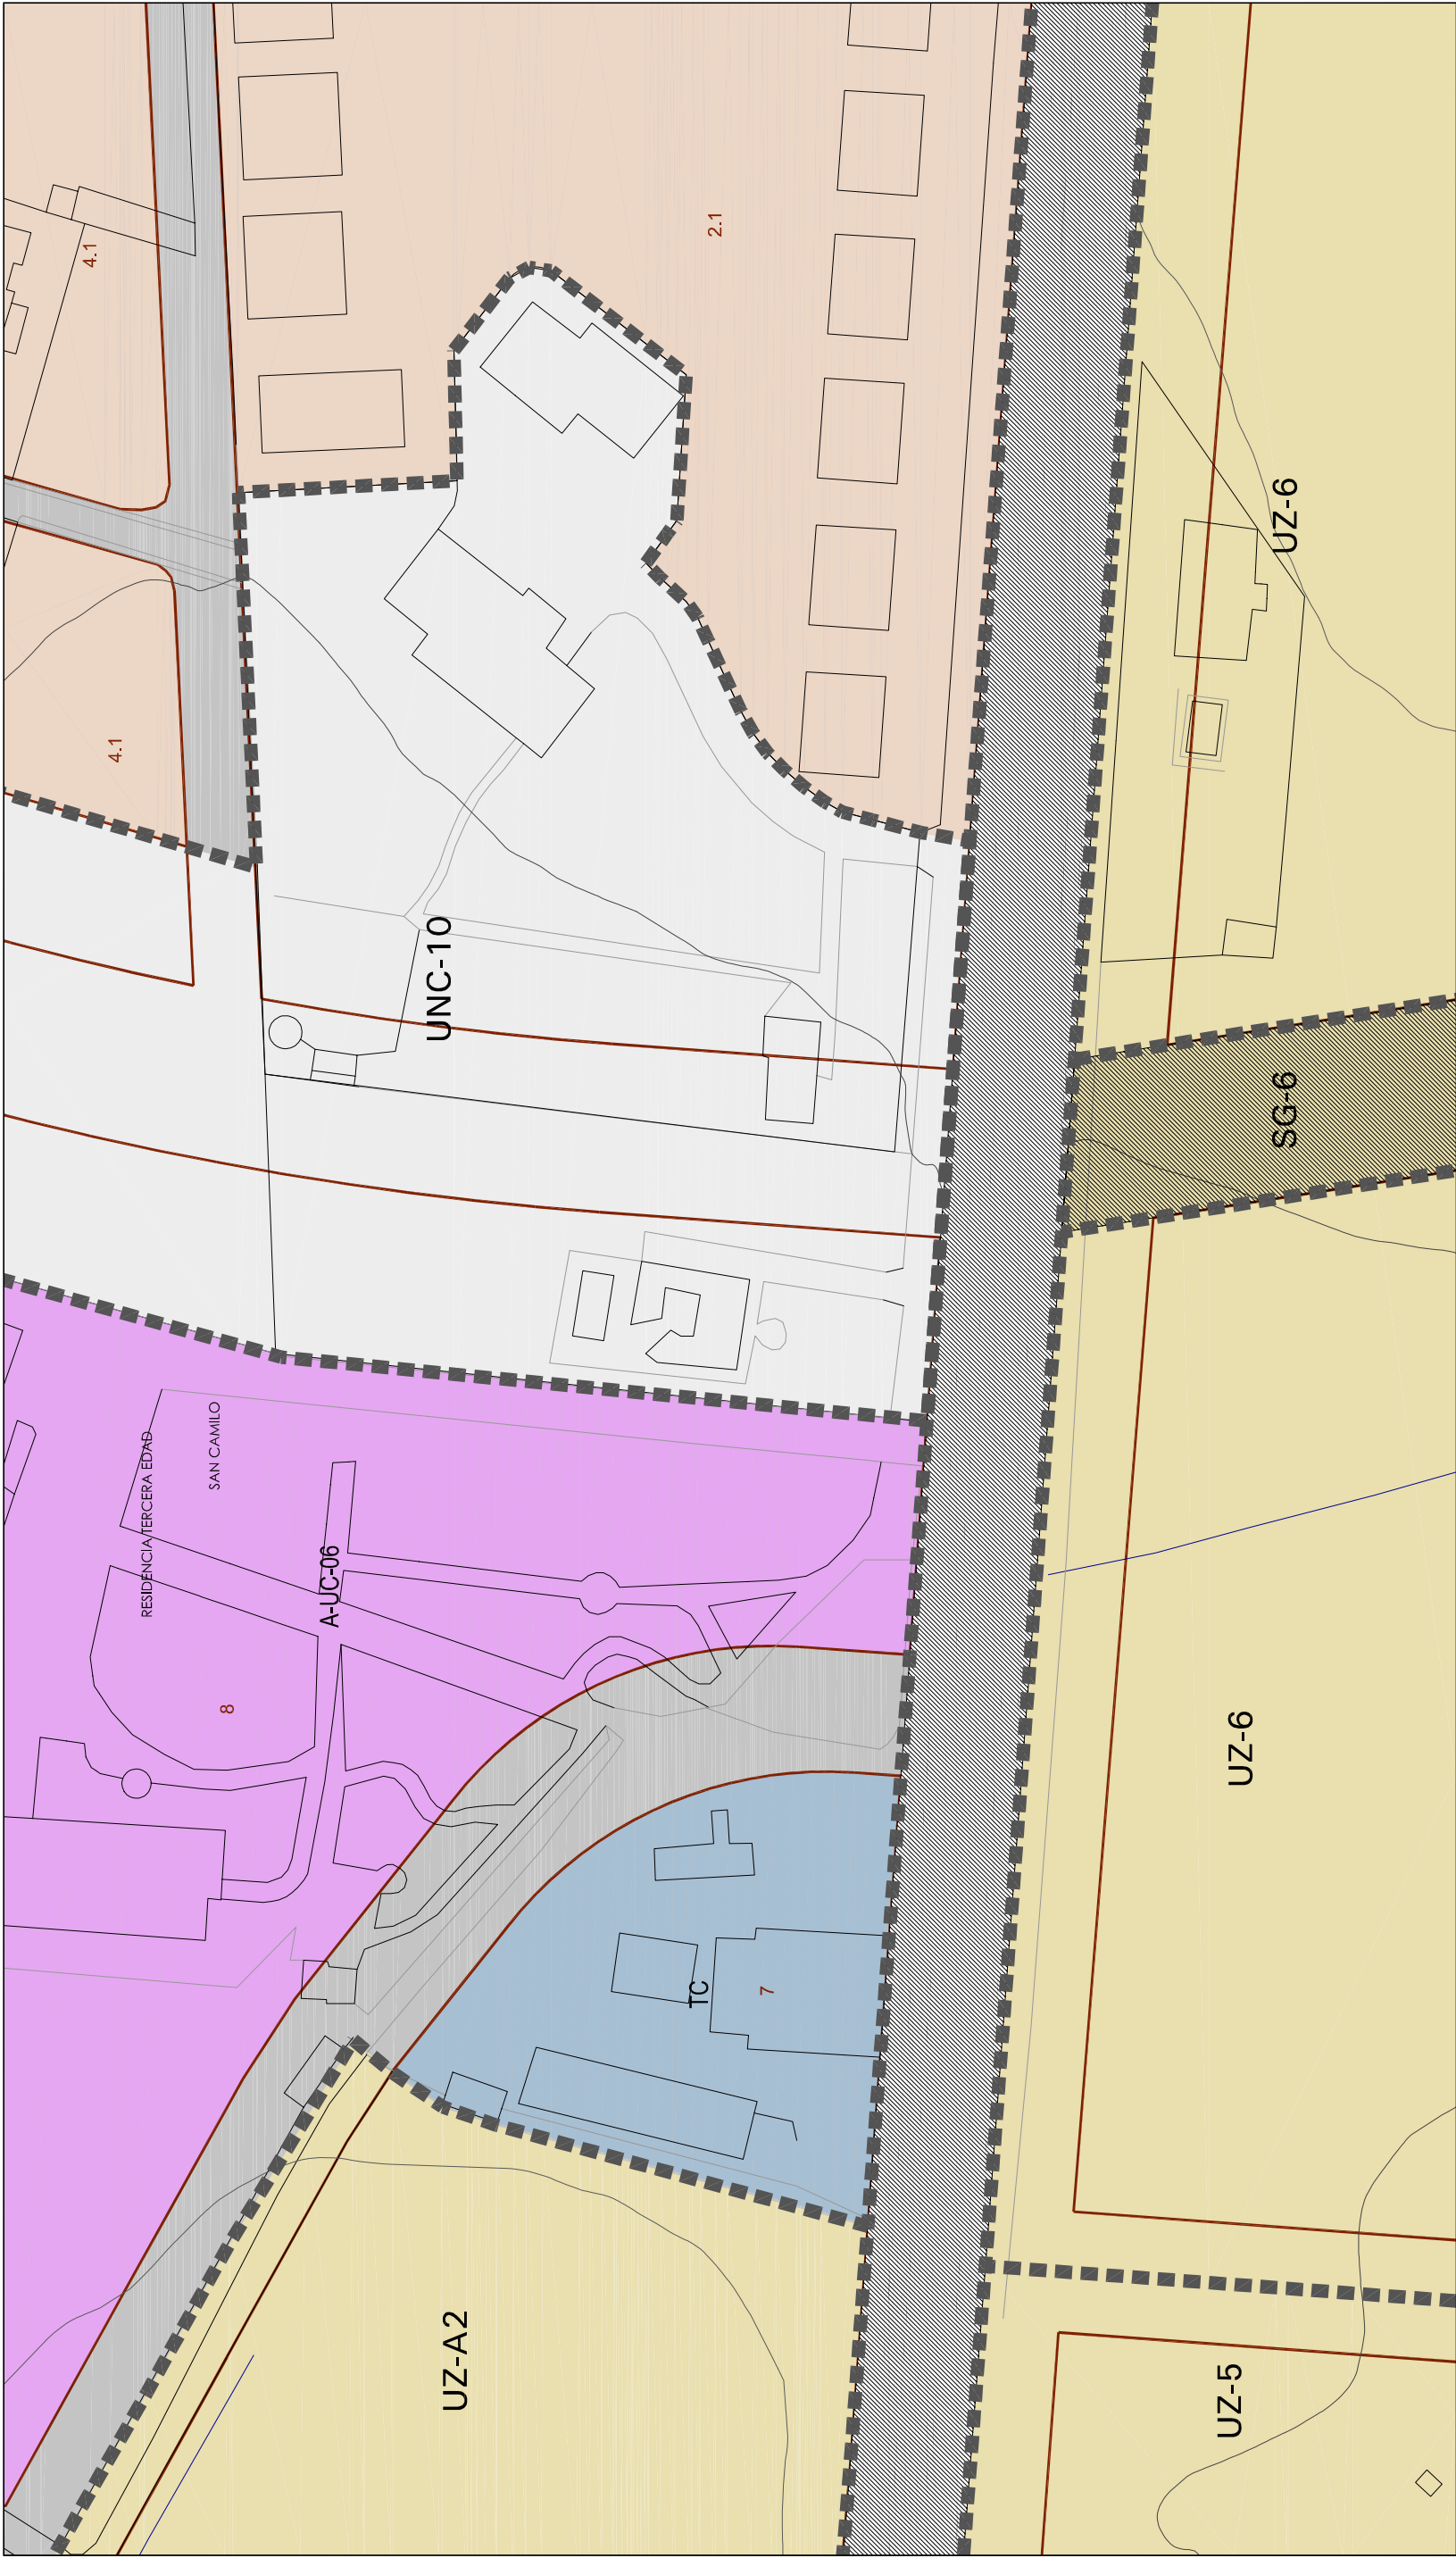 4.1
2.1
4.1
UZ-6
UNC-10
SG-6
RESIDENCIA TERCERA EDAD
SAN CAMILO
A-UC-06
8
UZ-6
TC
7
UZ-A2
UZ-5